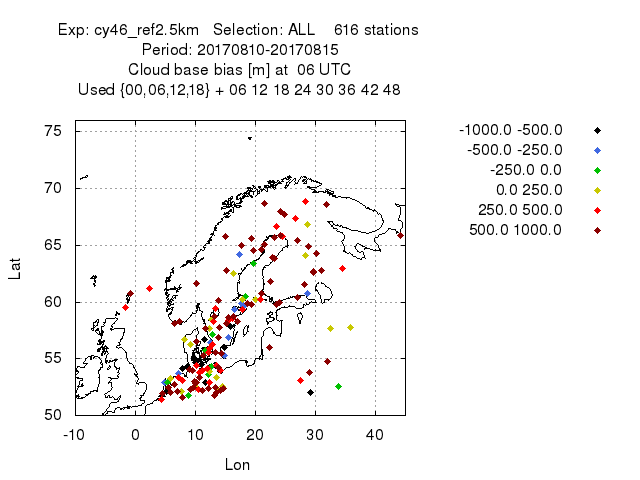 Exp: cy46_ref2.5km Selection: ALL 616 stations
Period: 20170810-20170815
Cloud base bias [m] at 06 UTC
Used {00,06,12,18} + 06 12 18 24 30 36 42 48
-1000.0 -500.0
-500.0 -250.0
-250.0 0.0
0.0 250.0
250.0 500.0
500.0 1000.0
75
70
65
60
55
50
Lat
-10 0 10 20 30 40
Lon